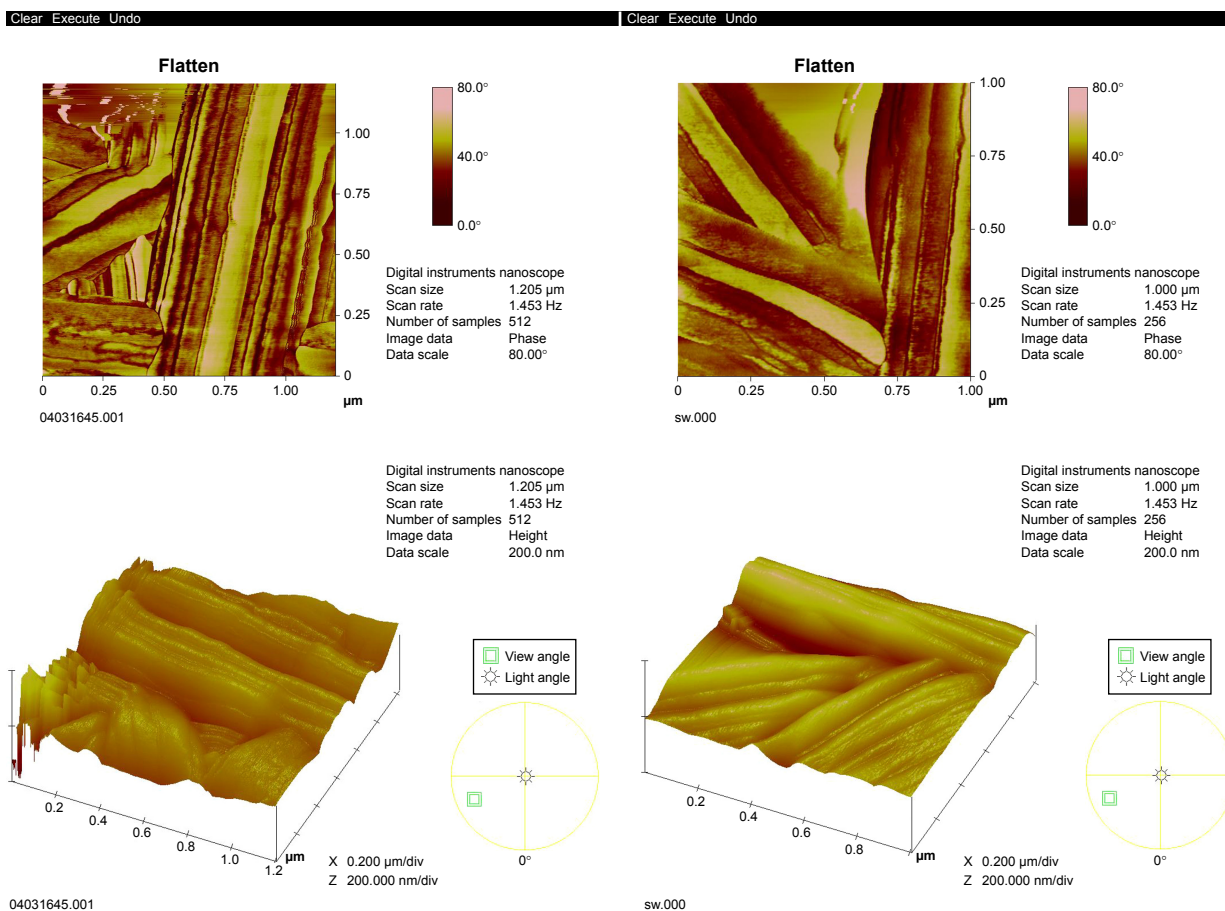 Clear Execute Undo
Clear Execute Undo
Flatten
80.0°
40.0°
0.0°
1.00
0.75
0.50
0.25
0
0 0.25 0.50 0.75 1.00
µm
04031645.001
Digital instruments nanoscope
Scan size 1.205 µm
Scan rate 1.453 Hz
Number of samples 512
Image data Phase
Data scale 80.00°
Flatten
80.0°
40.0°
0.0°
1.00
0.75
0.50
0.25
0
0 0.25 0.50 0.75 1.00
µm
sw.000
Digital instruments nanoscope
Scan size 1.000 µm
Scan rate 1.453 Hz
Number of samples 256
Image data Phase
Data scale 80.00°
Digital instruments nanoscope
Scan size 1.205 µm
Scan rate 1.453 Hz
Number of samples 512
Image data Height
Data scale 200.0 nm
View angle
Light angle
0°
0.2
0.4
0.6
0.8
1.0
1.2
µm
X 0.200 µm/div
Z 200.000 nm/div
04031645.001
Digital instruments nanoscope
Scan size 1.000 µm
Scan rate 1.453 Hz
Number of samples 256
Image data Height
Data scale 200.0 nm
View angle
Light angle
0°
0.2
0.4
0.6
0.8
µm
X 0.200 µm/div
Z 200.000 nm/div
sw.000